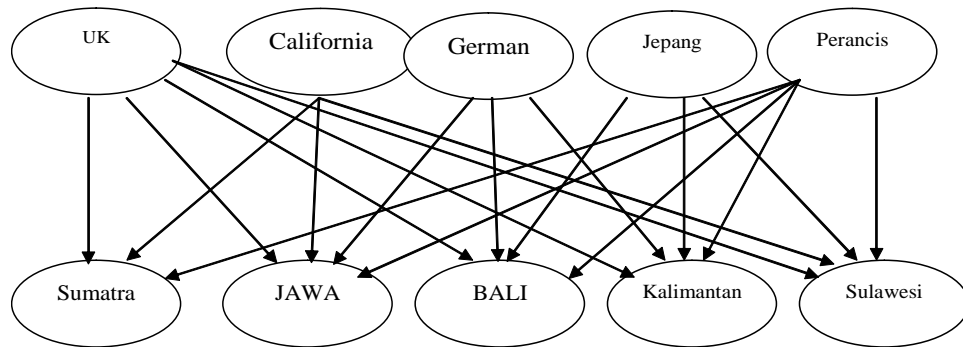 UK
California
German
Jepang
Perancis
Sumatra
JAWA
BALI
Kalimantan
Sulawesi